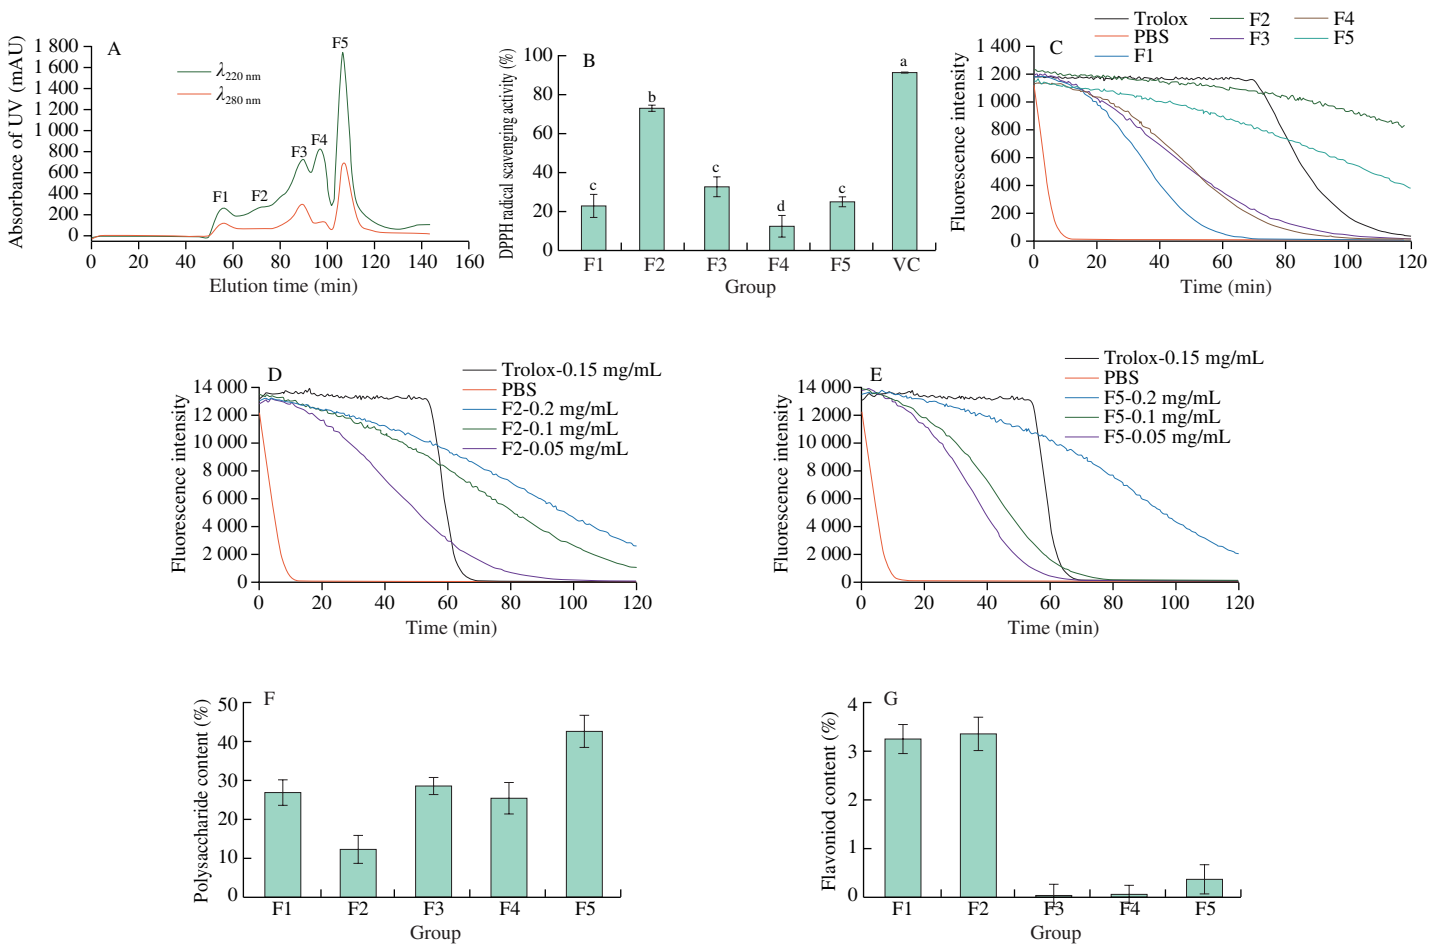 A
Absorbance of UV (mAU)
1 800
1 600
1 400
1 200
1 000
800
600
400
200
0
λ220 nm
λ280 nm
F1
F2
F3
F4
F5
0 20 40 60 80 100 120 140 160
Elution time (min)
B
DPPH radical scavenging activity (%)
100
80
60
40
20
0
c
b
c
d
c
a
F1 F2 F3 F4 F5 VC
Group
C
Trolox
PBS
F1
F2
F3
F4
F5
Fluorescence intensity
1 400
1 200
1 000
800
600
400
200
0
0 20 40 60 80 100 120
Time (min)
D
Trolox-0.15 mg/mL
PBS
F2-0.2 mg/mL
F2-0.1 mg/mL
F2-0.05 mg/mL
Fluorescence intensity
14 000
12 000
10 000
8 000
6 000
4 000
2 000
0
0 20 40 60 80 100 120
Time (min)
E
Trolox-0.15 mg/mL
PBS
F5-0.2 mg/mL
F5-0.1 mg/mL
F5-0.05 mg/mL
Fluorescence intensity
14 000
12 000
10 000
8 000
6 000
4 000
2 000
0
0 20 40 60 80 100 120
Time (min)
F
Polysaccharide content (%)
50
40
30
20
10
0
F1 F2 F3 F4 F5
Group
G
Flavoniod content (%)
4
3
2
1
0
F1 F2 F3 F4 F5
Group